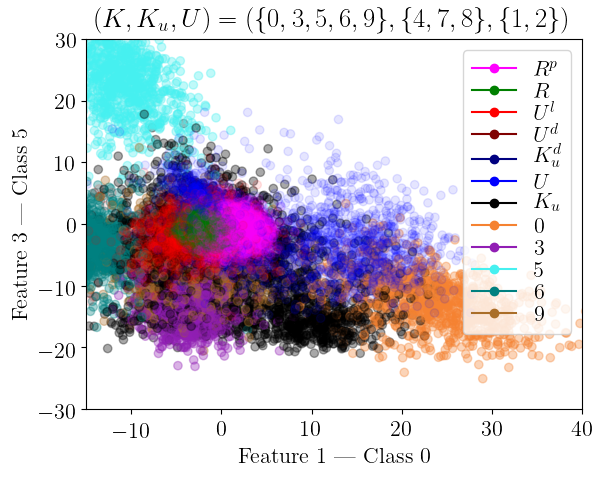 (K, K_u, U) = ({0, 3, 5, 6, 9}, {4, 7, 8}, {1, 2})
30
20
10
0
−10
−20
−30
Feature 3 — Class 5
R^p
R
U^l
U^d
K_u^d
U
K_u
0
3
5
6
9
−10
0
10
20
30
40
Feature 1 — Class 0